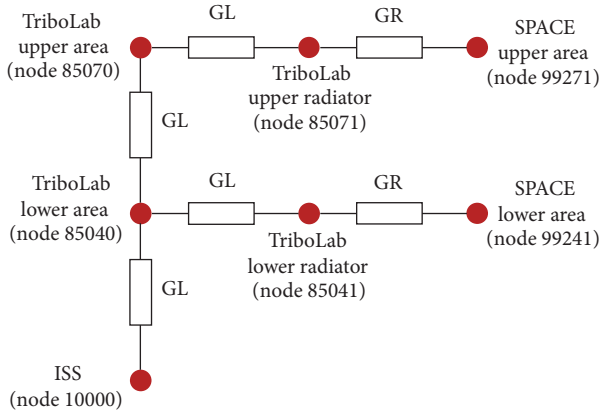 TriboLab
upper area
(node 85070)
GL
GR
SPACE
upper area
(node 99271)
TriboLab
upper radiator
(node 85071)
GL
TriboLab
lower area
(node 85040)
GL
GR
SPACE
lower area
(node 99241)
TriboLab
lower radiator
(node 85041)
GL
ISS
(node 10000)